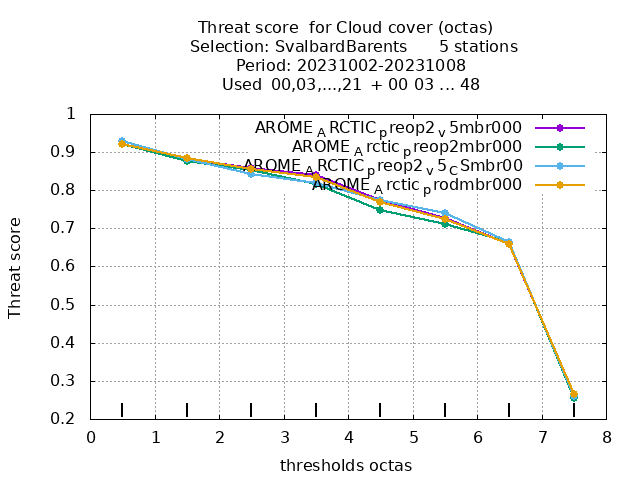 Threat score  for Cloud cover (octas)
Selection: SvalbardBarents      5 stations
Period: 20231002-20231008
Used  00,03,...,21  + 00 03 ... 48
AROME_ARCTIC_preop2_v5mbr000
AROME_Arctic_preop2mbr000
AROME_ARCTIC_preop2_v5_CSmbr00
AROME_Arctic_prodmbr000
1
0.9
0.8
0.7
0.6
0.5
0.4
0.3
0.2
Threat score
0 1 2 3 4 5 6 7 8
thresholds octas